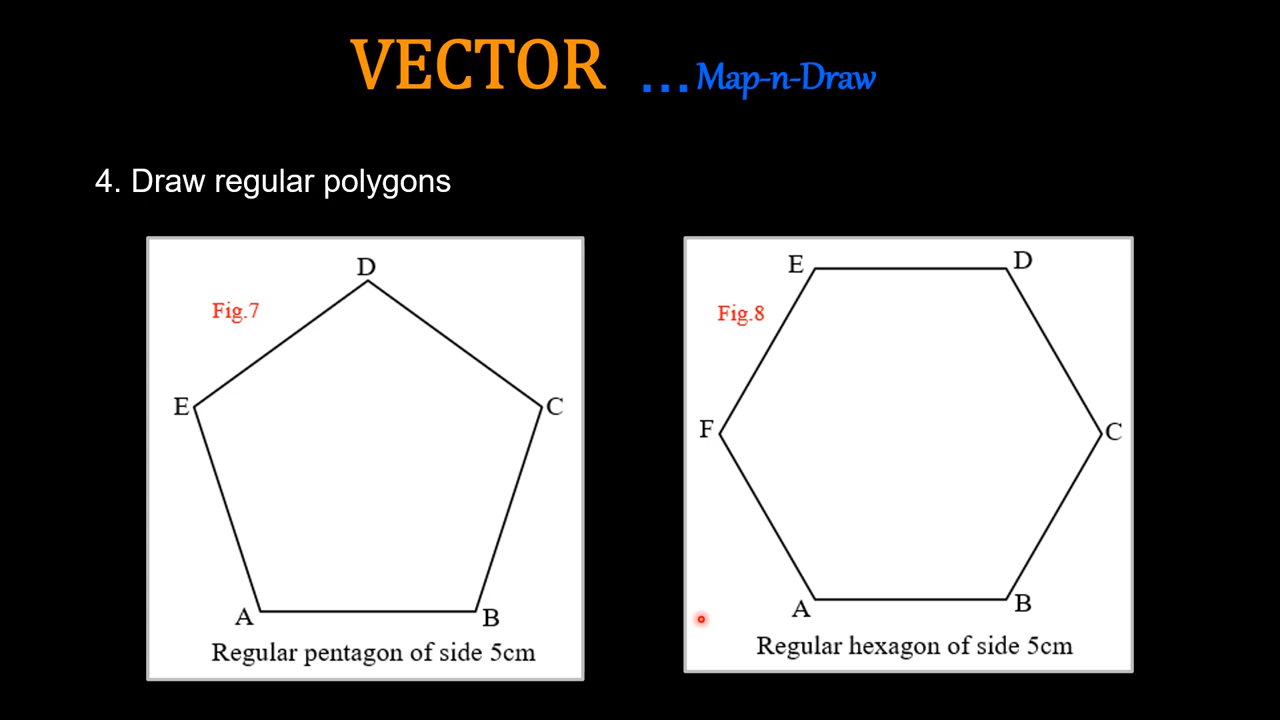 VECTOR ...Map-n-Draw
4. Draw regular polygons
D
Fig.7
E
C
A
B
Regular pentagon of side 5cm
E
D
Fig.8
F
C
A
B
Regular hexagon of side 5cm